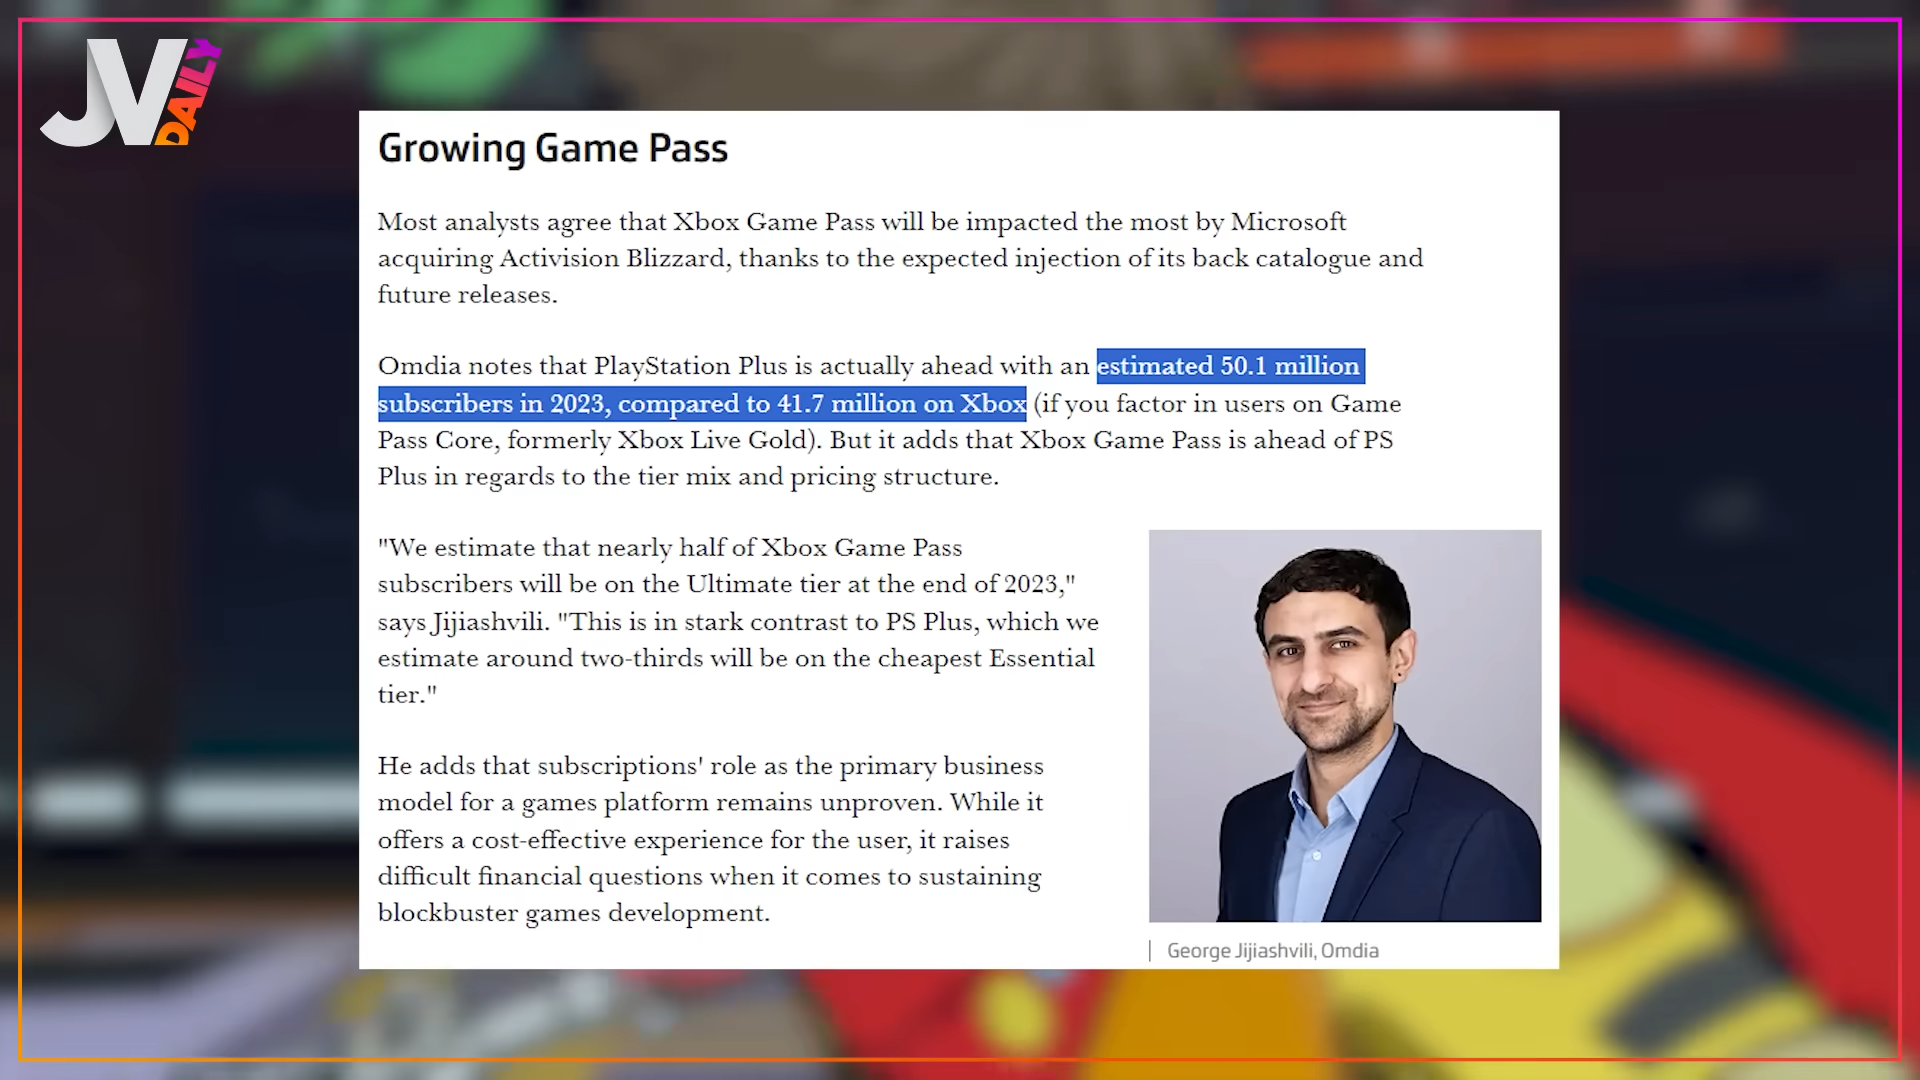 JV
DAILY
Growing Game Pass
Most analysts agree that Xbox Game Pass will be impacted the most by Microsoft
acquiring Activision Blizzard, thanks to the expected injection of its back catalogue and
future releases.
Omdia notes that PlayStation Plus is actually ahead with an estimated 50.1 million
subscribers in 2023, compared to 41.7 million on Xbox (if you factor in users on Game
Pass Core, formerly Xbox Live Gold). But it adds that Xbox Game Pass is ahead of PS
Plus in regards to the tier mix and pricing structure.
"We estimate that nearly half of Xbox Game Pass
subscribers will be on the Ultimate tier at the end of 2023,"
says Jijiashvili. "This is in stark contrast to PS Plus, which we
estimate around two-thirds will be on the cheapest Essential
tier."
He adds that subscriptions' role as the primary business
model for a games platform remains unproven. While it
offers a cost-effective experience for the user, it raises
difficult financial questions when it comes to sustaining
blockbuster games development.
George Jijiashvili, Omdia